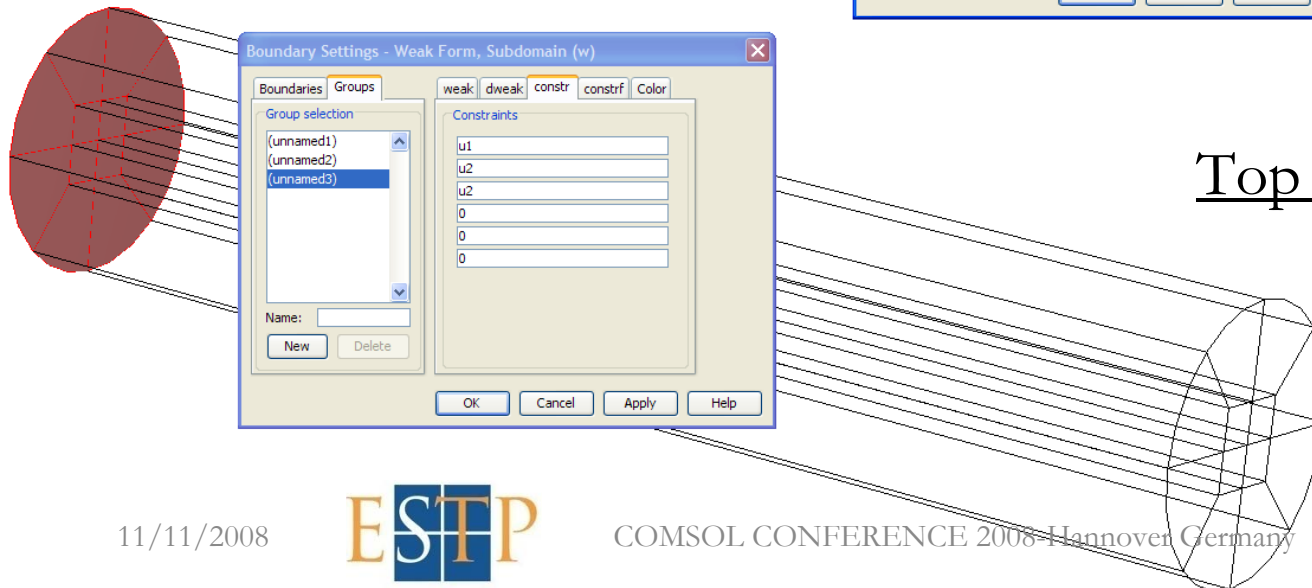 Boundary Settings - Weak Form, Subdomain (w)
Boundaries Groups
weak dweak constr constrf Color
Group selection
Constraints
(unnamed1)
(unnamed2)
(unnamed3)
u1
u2
u2
0
0
0
Name:
New Delete
OK Cancel Apply Help
Top
11/11/2008
ESTP
COMSOL CONFERENCE 2008-Hannover Germany